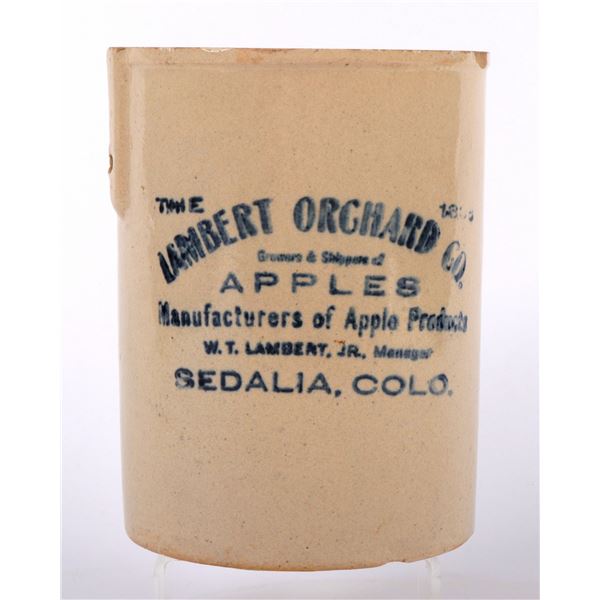 THE
LAMBERT ORCHARD CO.
Growers & Shippers of
APPLES
Manufacturers of Apple Products
W. T. LAMBERT, JR., Manager
SEDALIA, COLO.